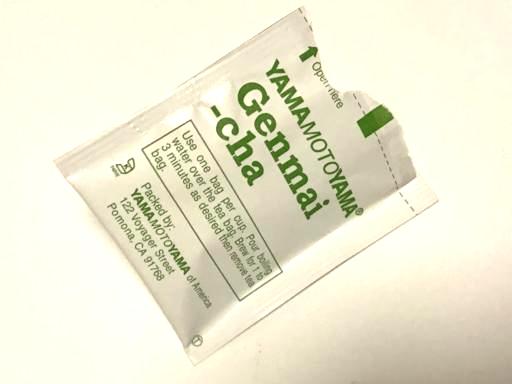 Open Here
YAMAMOTOYAMA®
Genmai
-cha
Use one bag per cup. Pour boiling
water over the tea bag. Brew for 1 to
3 minutes as desired then remove tea
bag.
Packed by:
YAMAMOTOYAMA of America
122 Voyager Street
Pomona, CA 91768